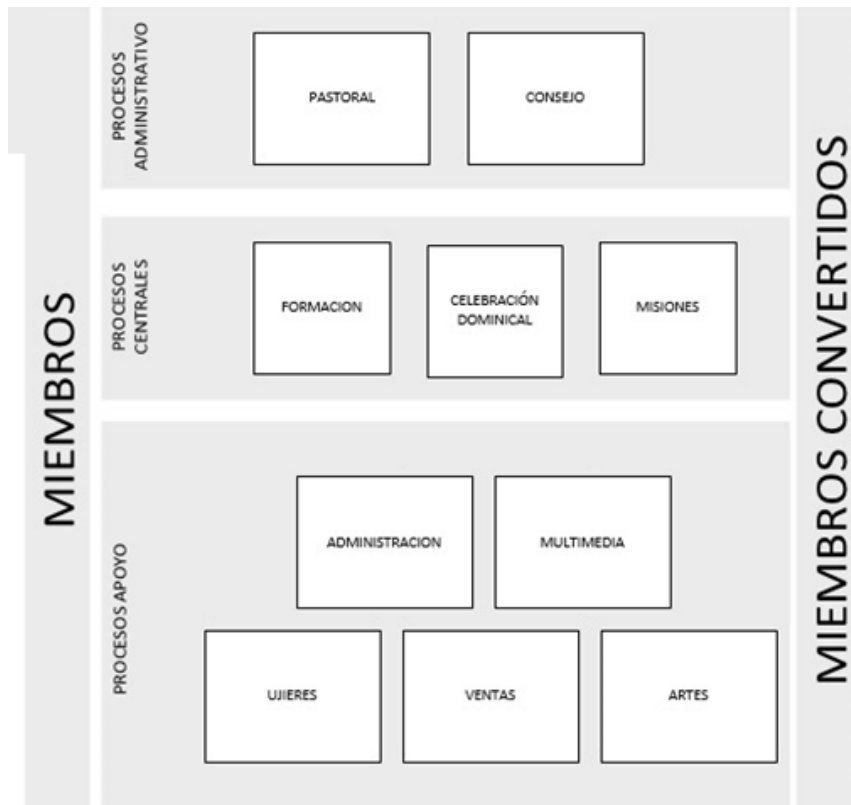 MIEMBROS
PROCESOS
ADMINISTRATIVO
PASTORAL
CONSEJO
PROCESOS
CENTRALES
FORMACION
CELEBRACIÓN
DOMINICAL
MISIONES
PROCESOS APOYO
ADMINISTRACION
MULTIMEDIA
UJIERES
VENTAS
ARTES
MIEMBROS CONVERTIDOS